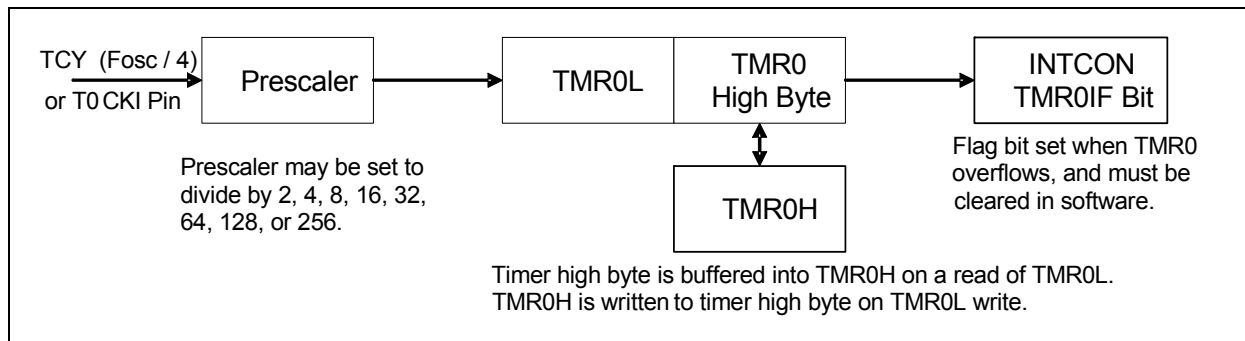 TCY (Fosc / 4)
or T0 CKI Pin
Prescaler
TMR0L
TMR0
High Byte
INTCON
TMR0IF Bit
Prescaler may be set to
divide by 2, 4, 8, 16, 32,
64, 128, or 256.
TMR0H
Flag bit set when TMR0
overflows, and must be
cleared in software.
Timer high byte is buffered into TMR0H on a read of TMR0L.
TMR0H is written to timer high byte on TMR0L write.